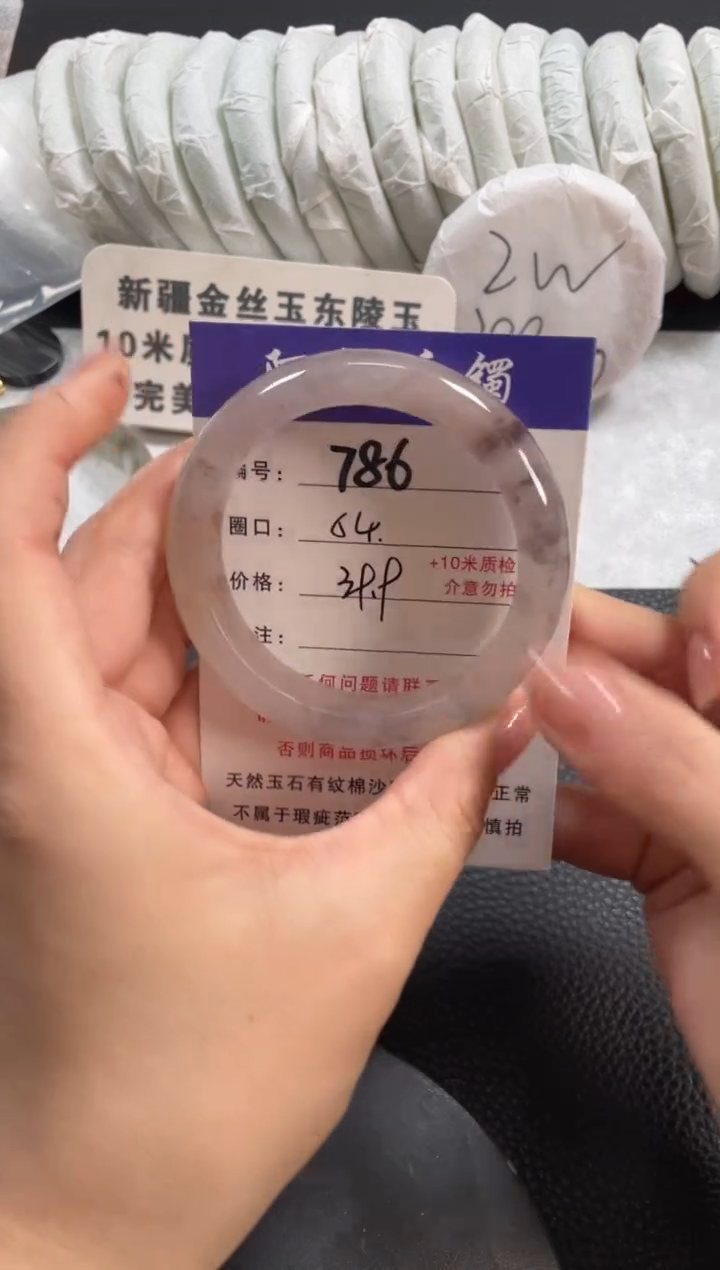 2W
新疆金丝玉东陵玉
10米质
完美
镯
号： 786
圈口： 64.
价格： 39.9 +10米质检
介意勿拍
注：
何问题请联
否则商品损坏后
天然玉石有纹棉沙 正常
不属于瑕疵范 慎拍